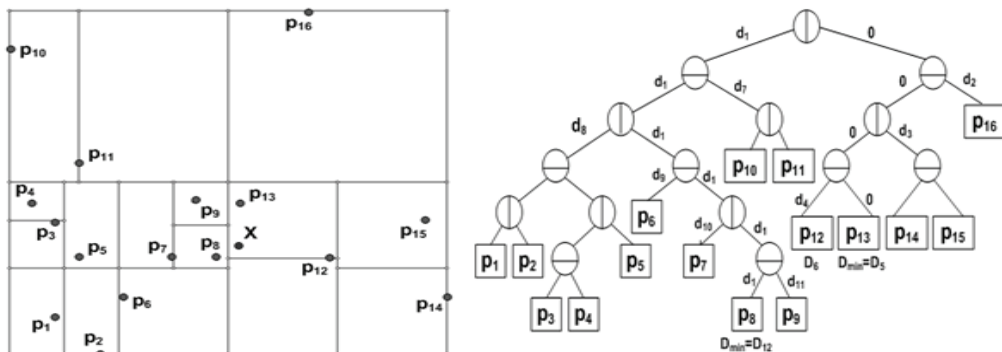 p16
p10
p11
p4
p9
p13
p3
X
p15
p5
p7
p8
p12
p6
p14
p1
p2
d1 0
d1 d7 0 d2
d8 d1 0 d3 p16
d9 d1 p10 p11 d4 0
p6 d10 d1 p12 p13 p14 p15
p1 p2 p5 p7 D6 Dmin=D5
d1 d11
p3 p4 p8 p9
Dmin=D12